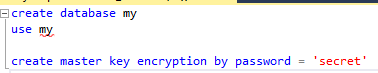 create database my
use my
create master key encryption by password = 'secret'